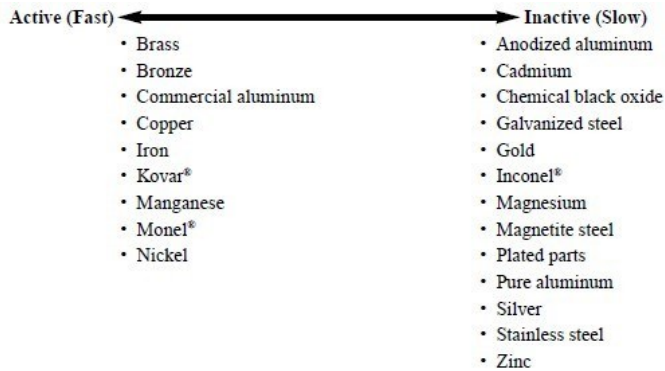 Active (Fast) Inactive (Slow)
• Brass
• Bronze
• Commercial aluminum
• Copper
• Iron
• Kovar®
• Manganese
• Monel®
• Nickel
• Anodized aluminum
• Cadmium
• Chemical black oxide
• Galvanized steel
• Gold
• Inconel®
• Magnesium
• Magnetite steel
• Plated parts
• Pure aluminum
• Silver
• Stainless steel
• Zinc